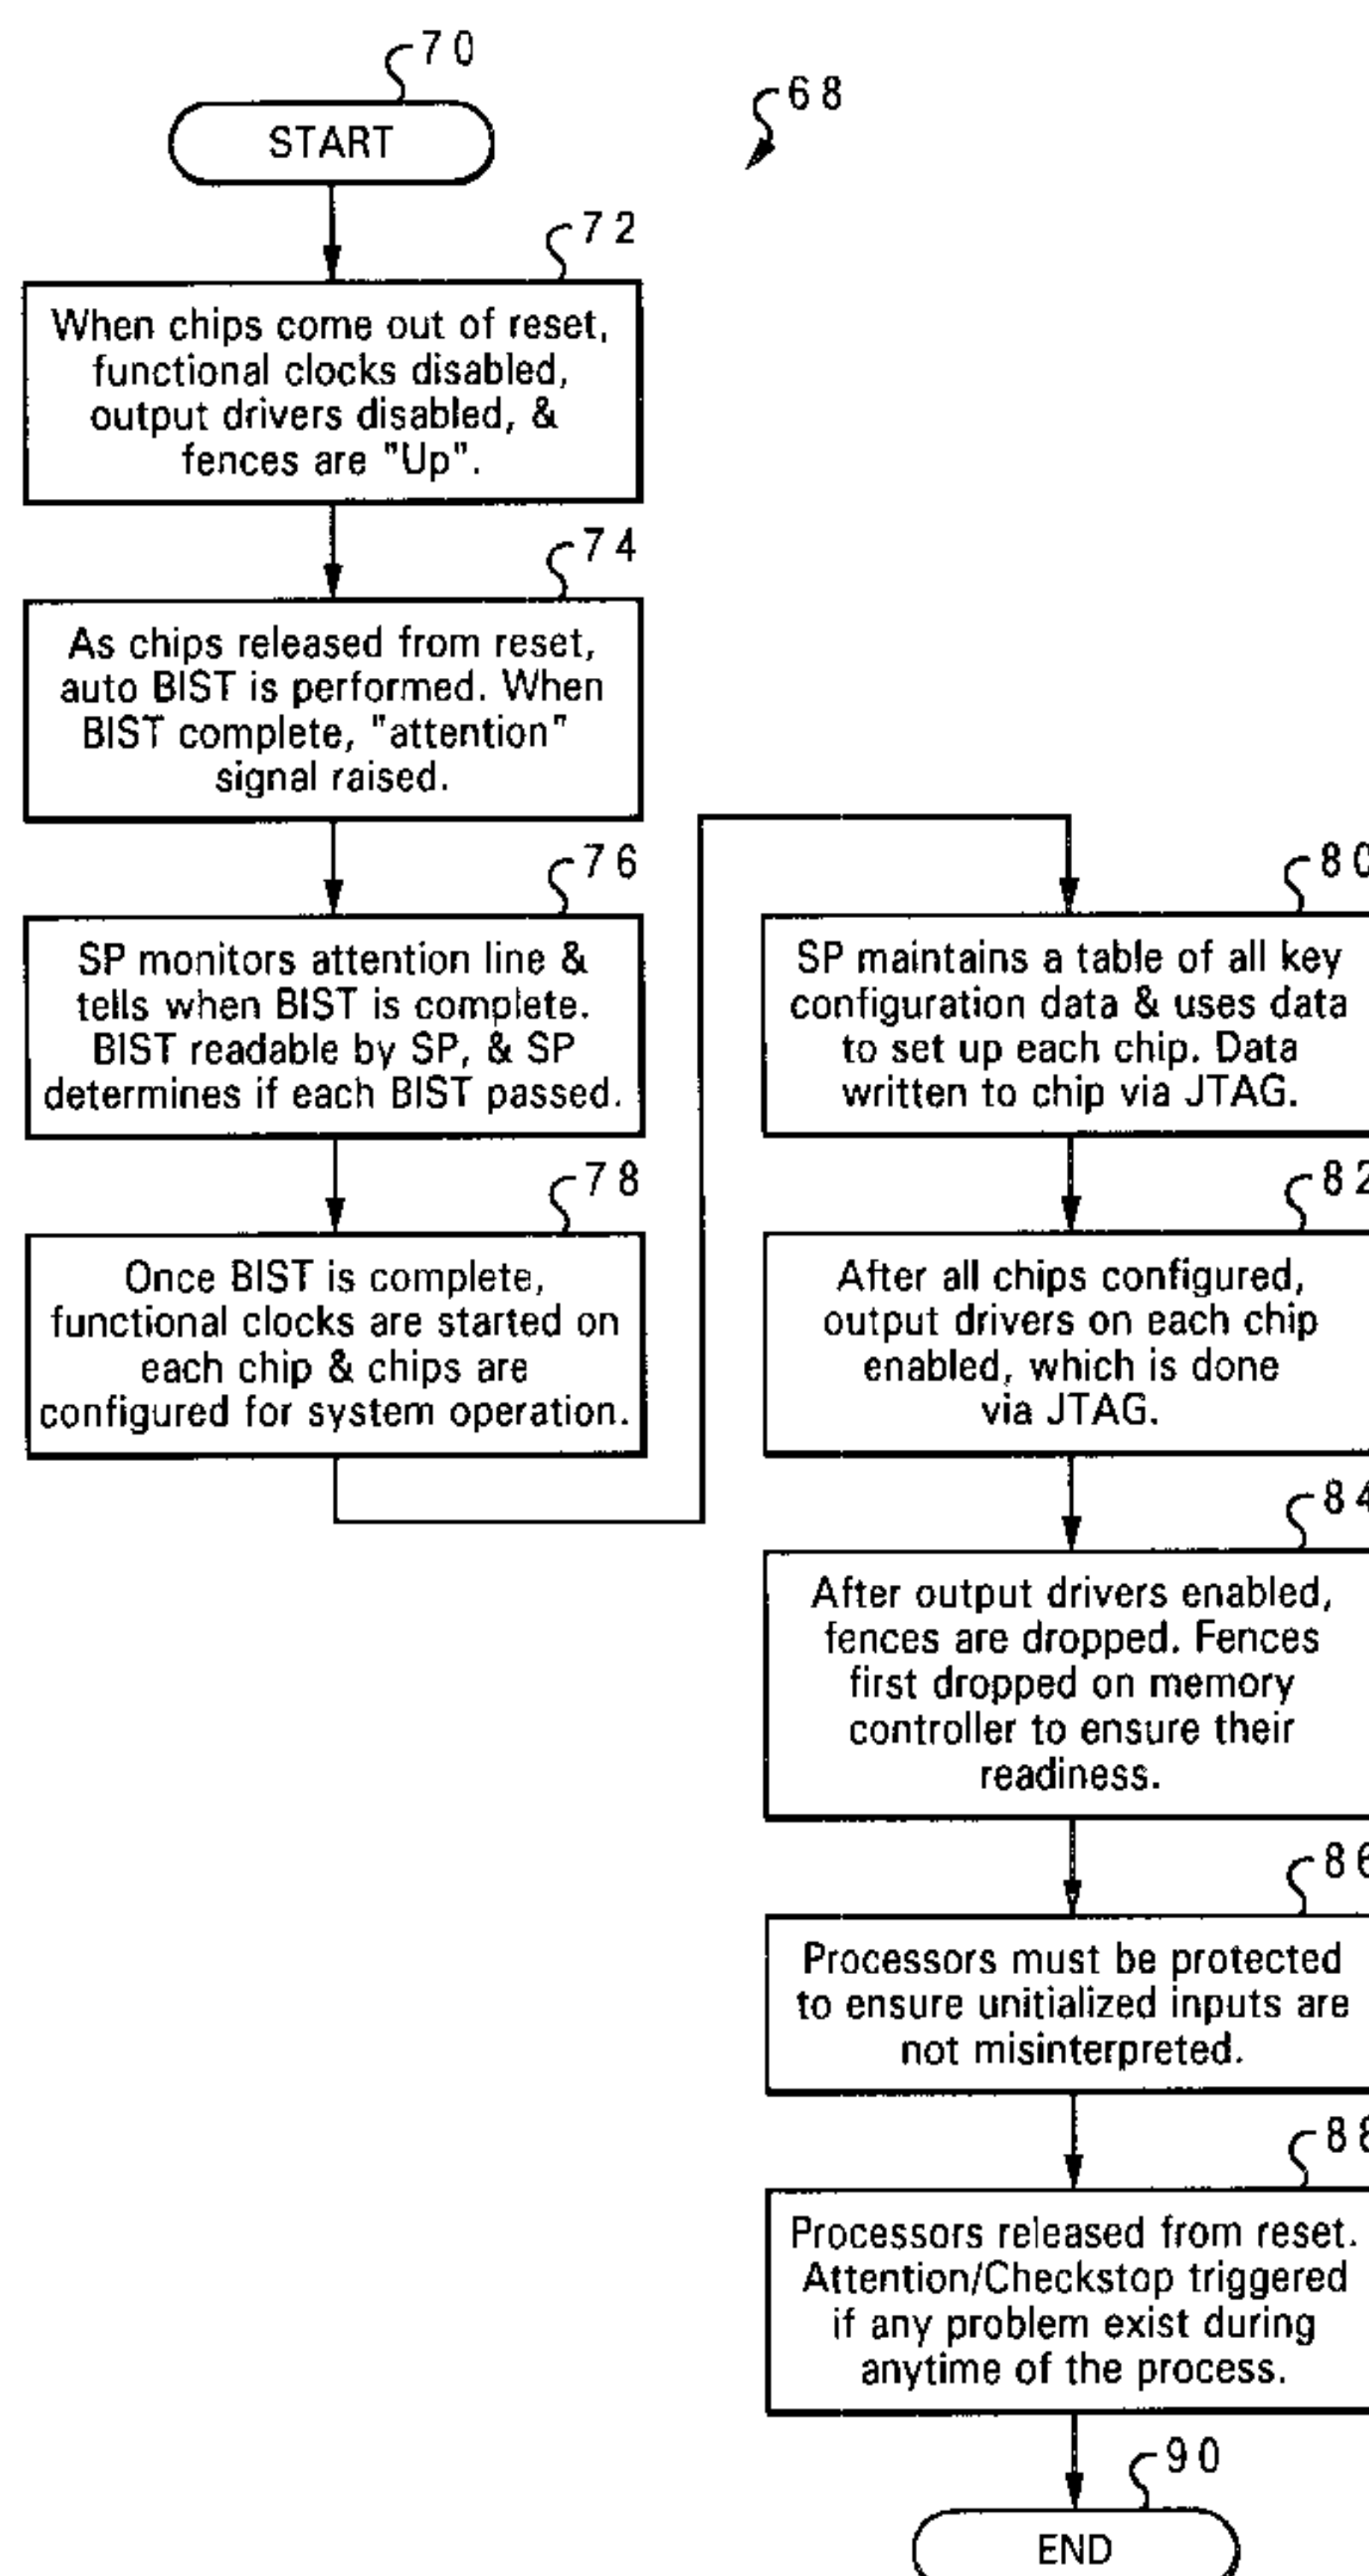 70
START
68
72
When chips come out of reset,
functional clocks disabled,
output drivers disabled, &
fences are "Up".
74
As chips released from reset,
auto BIST is performed. When
BIST complete, "attention"
signal raised.
76
SP monitors attention line &
tells when BIST is complete.
BIST readable by SP, & SP
determines if each BIST passed.
78
Once BIST is complete,
functional clocks are started on
each chip & chips are
configured for system operation.
80
SP maintains a table of all key
configuration data & uses data
to set up each chip. Data
written to chip via JTAG.
82
After all chips configured,
output drivers on each chip
enabled, which is done
via JTAG.
84
After output drivers enabled,
fences are dropped. Fences
first dropped on memory
controller to ensure their
readiness.
86
Processors must be protected
to ensure unitialized inputs are
not misinterpreted.
88
Processors released from reset.
Attention/Checkstop triggered
if any problem exist during
anytime of the process.
90
END